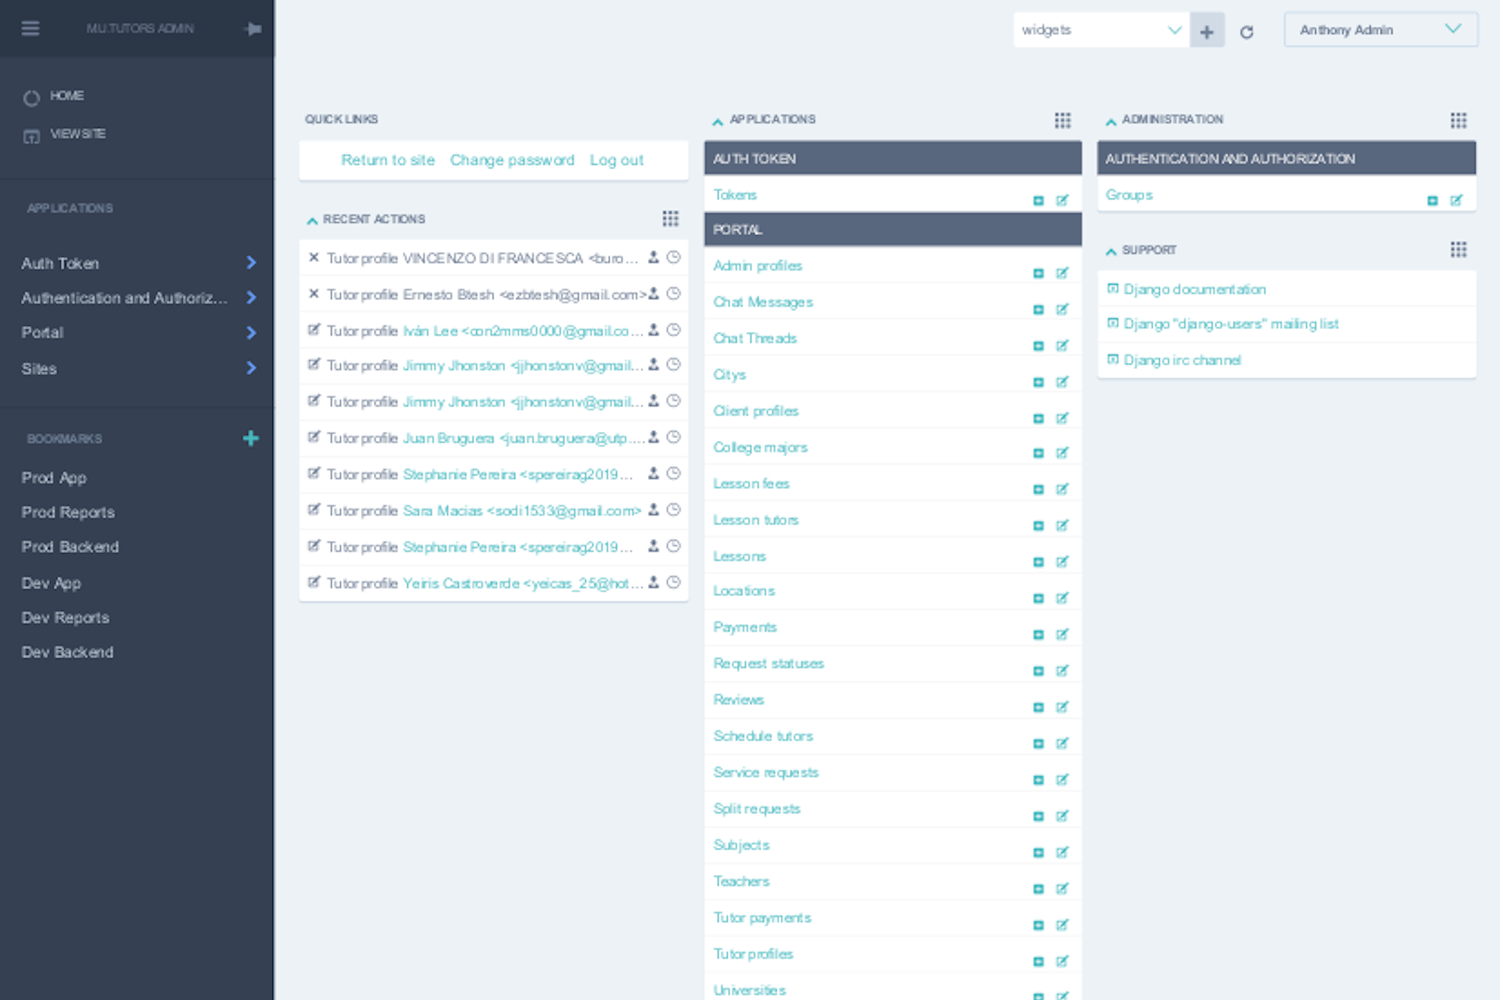 MUTUTORS ADMIN
HOME
VIEW SITE
APPLICATIONS
Auth Token
Authentication and Authoriz...
Portal
Sites
BOOKMARKS
Prod App
Prod Reports
Prod Backend
Dev App
Dev Reports
Dev Backend
widgets
Anthony Admin
QUICK LINKS
Return to site Change password Log out
RECENT ACTIONS
Tutor profile VINCENZO DI FRANCESCA <buro...
Tutor profile Ernesto Btesh <ezbtesh@gmail.com>
Tutor profile Iván Lee <con2mms0000@gmail.co...
Tutor profile Jimmy Jhonston <jjhonstonv@gmail...
Tutor profile Jimmy Jhonston <jjhonstonv@gmail...
Tutor profile Juan Bruguera <juan.bruguera@utp....
Tutor profile Stephanie Pereira <spereirag2019...
Tutor profile Sara Macias <sodi1533@gmail.com>
Tutor profile Stephanie Pereira <spereirag2019...
Tutor profile Yeiris Castroverde <yeicas_25@hot...
APPLICATIONS
AUTH TOKEN
Tokens
PORTAL
Admin profiles
Chat Messages
Chat Threads
Citys
Client profiles
College majors
Lesson fees
Lesson tutors
Lessons
Locations
Payments
Request statuses
Reviews
Schedule tutors
Service requests
Split requests
Subjects
Teachers
Tutor payments
Tutor profiles
Universities
ADMINISTRATION
AUTHENTICATION AND AUTHORIZATION
Groups
SUPPORT
Django documentation
Django "django-users" mailing list
Django irc channel